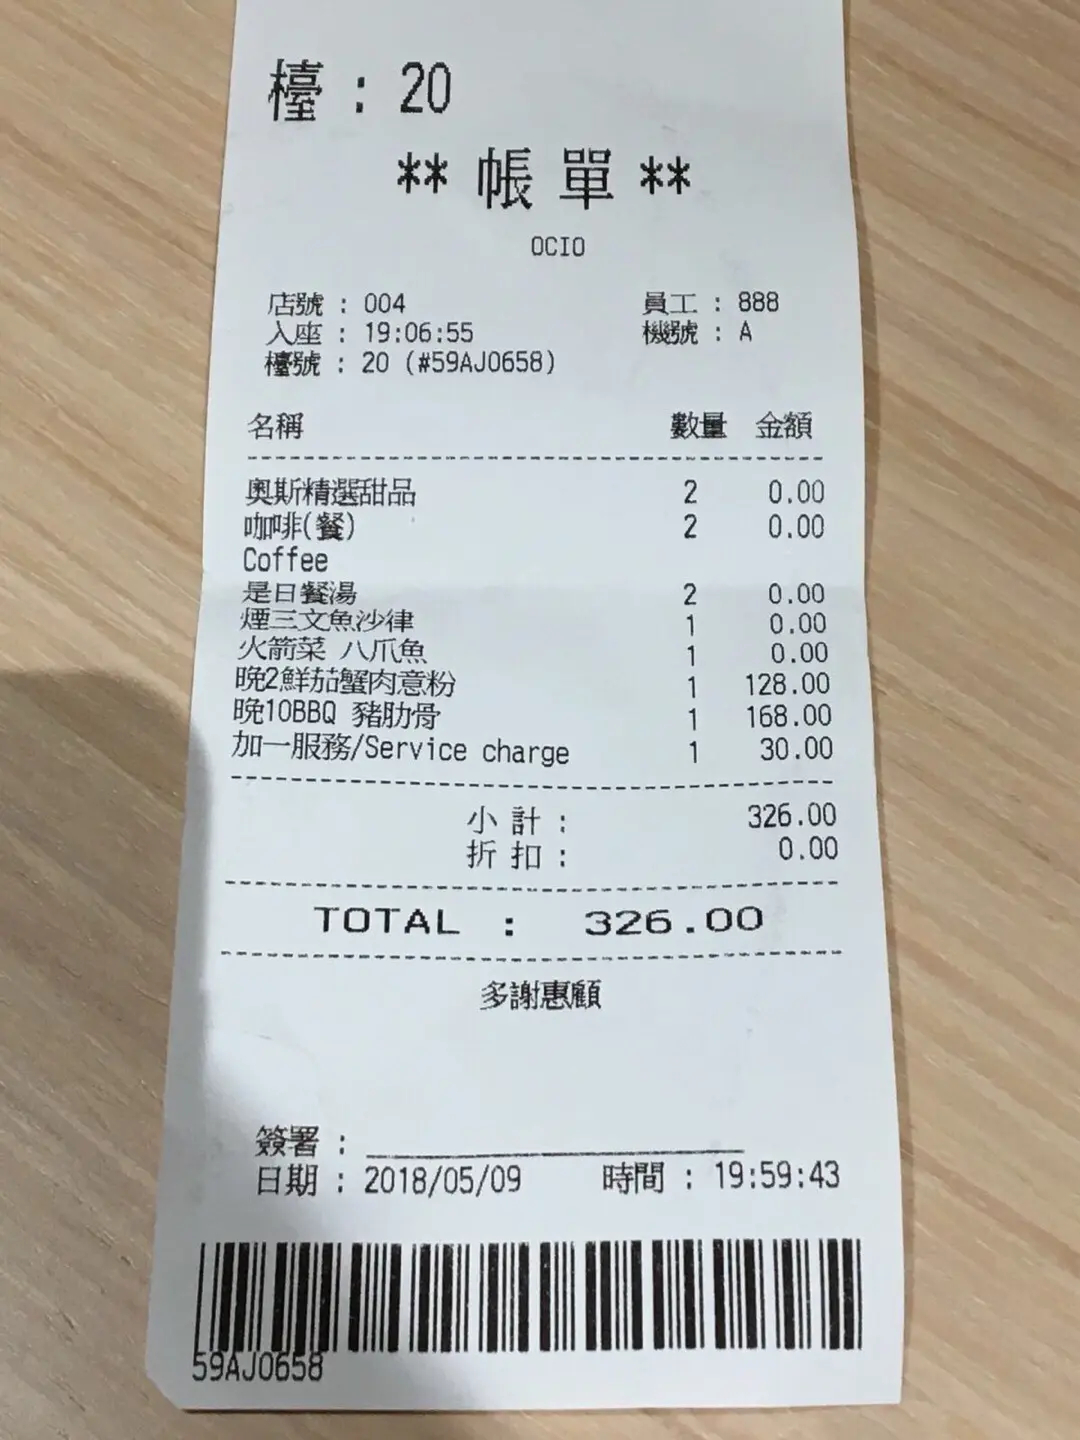 檯 : 20
** 帳 單 **
OCIO
店號 : 004 員工 : 888
入座 : 19:06:55 機號 : A
檯號 : 20 (#59AJ0658)
名稱 數量 金額
奧斯精選甜品 2 0.00
咖啡(餐) 2 0.00
Coffee
是日餐湯 2 0.00
煙三文魚沙律 1 0.00
火箭菜 八爪魚 1 0.00
晚2鮮茄蟹肉意粉 1 128.00
晚10BBQ 豬肋骨 1 168.00
加一服務/Service charge 1 30.00
小 計 : 326.00
折 扣 : 0.00
TOTAL : 326.00
多謝惠顧
簽署 :
日期 : 2018/05/09 時間 : 19:59:43
59AJ0658